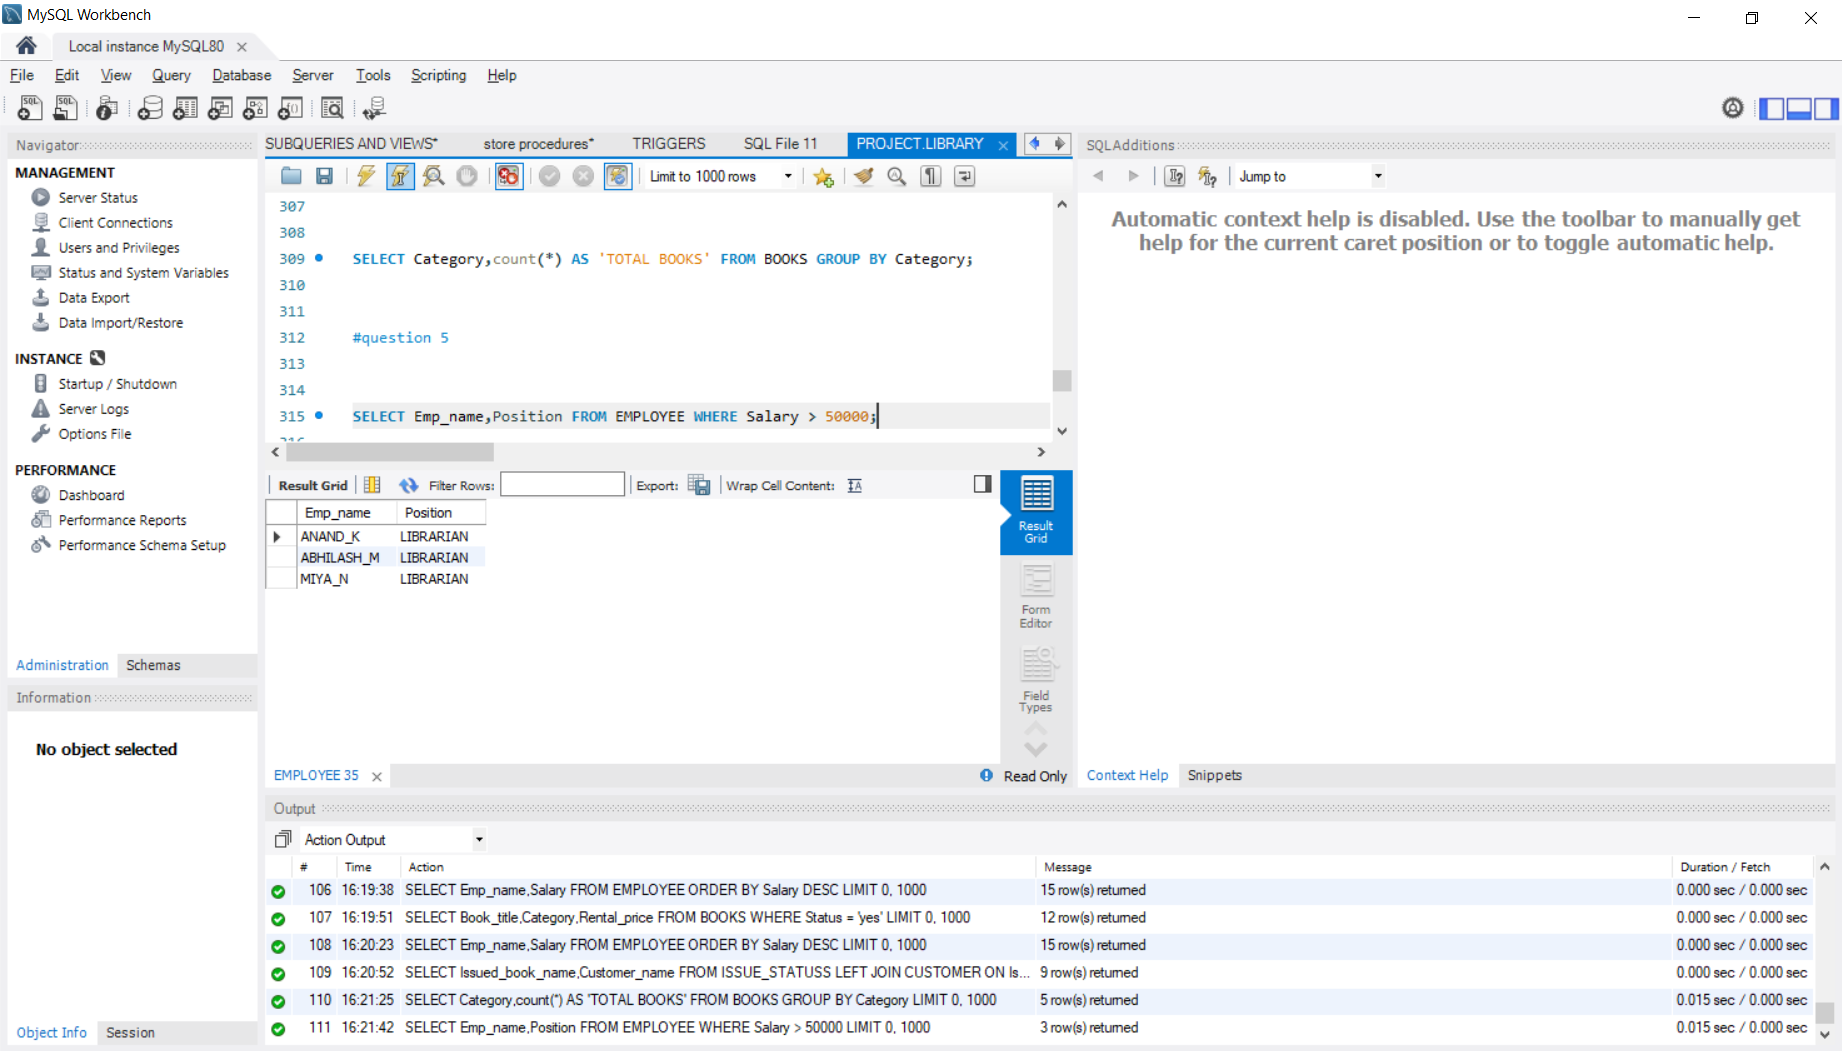 MySQL Workbench
Local instance MySQL80
File Edit View Query Database Server Tools Scripting Help
Navigator
MANAGEMENT
Server Status
Client Connections
Users and Privileges
Status and System Variables
Data Export
Data Import/Restore
INSTANCE
Startup / Shutdown
Server Logs
Options File
PERFORMANCE
Dashboard
Performance Reports
Performance Schema Setup
Administration Schemas
Information
No object selected
Object Info Session
SUBQUERIES AND VIEWS* store procedures* TRIGGERS SQL File 11 PROJECT.LIBRARY
Limit to 1000 rows
307
308
309 SELECT Category,count(*) AS 'TOTAL BOOKS' FROM BOOKS GROUP BY Category;
310
311
312 #question 5
313
314
315 SELECT Emp_name,Position FROM EMPLOYEE WHERE Salary > 50000;
316
Result Grid Filter Rows: Export: Wrap Cell Content:
Emp_name Position
ANAND_K LIBRARIAN
ABHILASH_M LIBRARIAN
MIYA_N LIBRARIAN
Result Grid
Form Editor
Field Types
EMPLOYEE 35 Read Only
SQLAdditions
Jump to
Automatic context help is disabled. Use the toolbar to manually get
help for the current caret position or to toggle automatic help.
Context Help Snippets
Output
Action Output
# Time Action Message Duration / Fetch
106 16:19:38 SELECT Emp_name,Salary FROM EMPLOYEE ORDER BY Salary DESC LIMIT 0, 1000 15 row(s) returned 0.000 sec / 0.000 sec
107 16:19:51 SELECT Book_title,Category,Rental_price FROM BOOKS WHERE Status = 'yes' LIMIT 0, 1000 12 row(s) returned 0.000 sec / 0.000 sec
108 16:20:23 SELECT Emp_name,Salary FROM EMPLOYEE ORDER BY Salary DESC LIMIT 0, 1000 15 row(s) returned 0.000 sec / 0.000 sec
109 16:20:52 SELECT Issued_book_name,Customer_name FROM ISSUE_STATUSS LEFT JOIN CUSTOMER ON Is... 9 row(s) returned 0.000 sec / 0.000 sec
110 16:21:25 SELECT Category,count(*) AS 'TOTAL BOOKS' FROM BOOKS GROUP BY Category LIMIT 0, 1000 5 row(s) returned 0.015 sec / 0.000 sec
111 16:21:42 SELECT Emp_name,Position FROM EMPLOYEE WHERE Salary > 50000 LIMIT 0, 1000 3 row(s) returned 0.015 sec / 0.000 sec